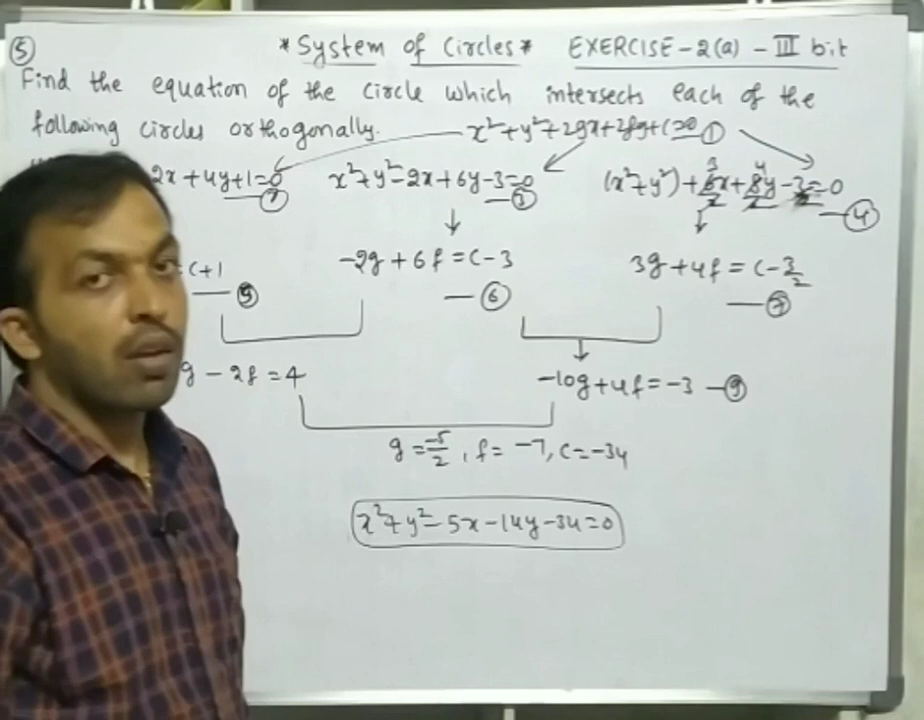 ⑤ *System of Circles* EXERCISE-2(a) - III bit
Find the equation of the circle which intersects each of the
following circles orthogonally. x²+y²+2gx+2fy+c=0 ①
2x+4y+1=0 x²+y²-2x+6y-3=0 (x²+y²)+3x+4y-3/2=0
③ ④
=c+1 -2g+6f=c-3 3g+4f=c-3/2
⑤ ⑥ ⑦
g-2f=4 -10g+4f=-3 -⑨
g=-5/2, f=-7, c=-34
x²+y²-5x-14y-34=0